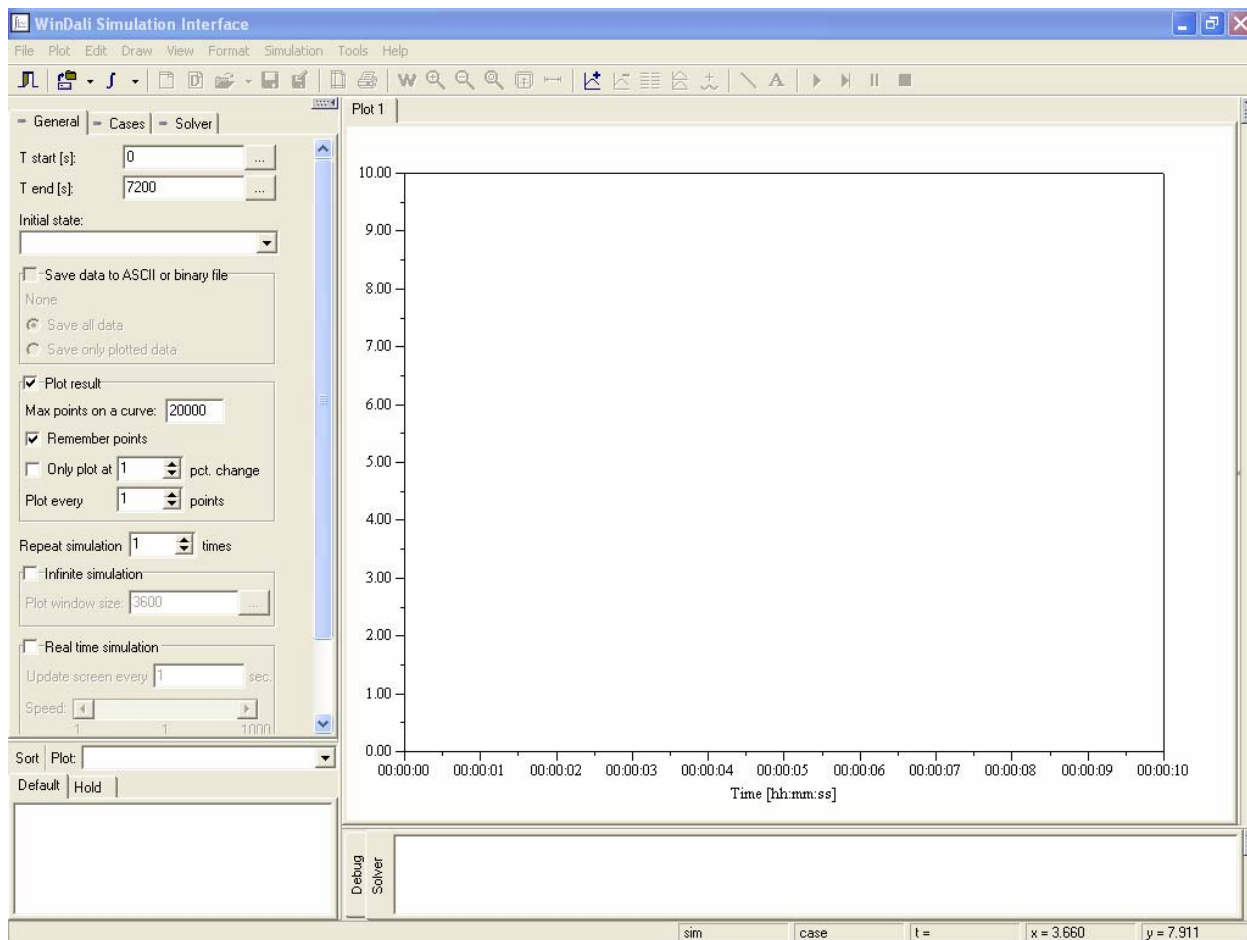 WinDali Simulation Interface
File Plot Edit Draw View Format Simulation Tools Help
General Cases Solver
T start [s]: 0 ...
T end [s]: 7200 ...
Initial state:
Save data to ASCII or binary file
None
Save all data
Save only plotted data
Plot result
Max points on a curve: 20000
Remember points
Only plot at 1 pct. change
Plot every 1 points
Repeat simulation 1 times
Infinite simulation
Plot window size: 3600 ...
Real time simulation
Update screen every 1 sec.
Speed:
1 1 1000
Sort Plot:
Default Hold
Plot 1
10.00
9.00
8.00
7.00
6.00
5.00
4.00
3.00
2.00
1.00
0.00
00:00:00 00:00:01 00:00:02 00:00:03 00:00:04 00:00:05 00:00:06 00:00:07 00:00:08 00:00:09 00:00:10
Time [hh:mm:ss]
Debug
Solver
sim case t = x = 3.660 y = 7.911